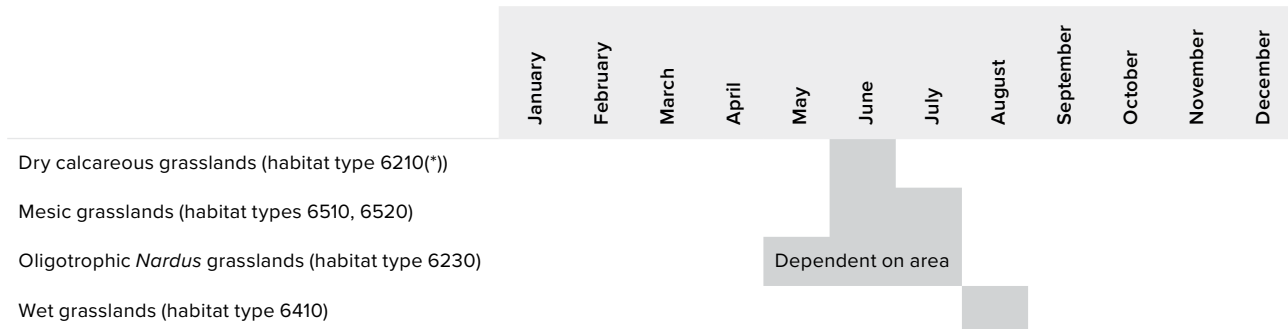 January February March April May June July August September October November December
Dry calcareous grasslands (habitat type 6210(*))
Mesic grasslands (habitat types 6510, 6520)
Oligotrophic Nardus grasslands (habitat type 6230) Dependent on area
Wet grasslands (habitat type 6410)